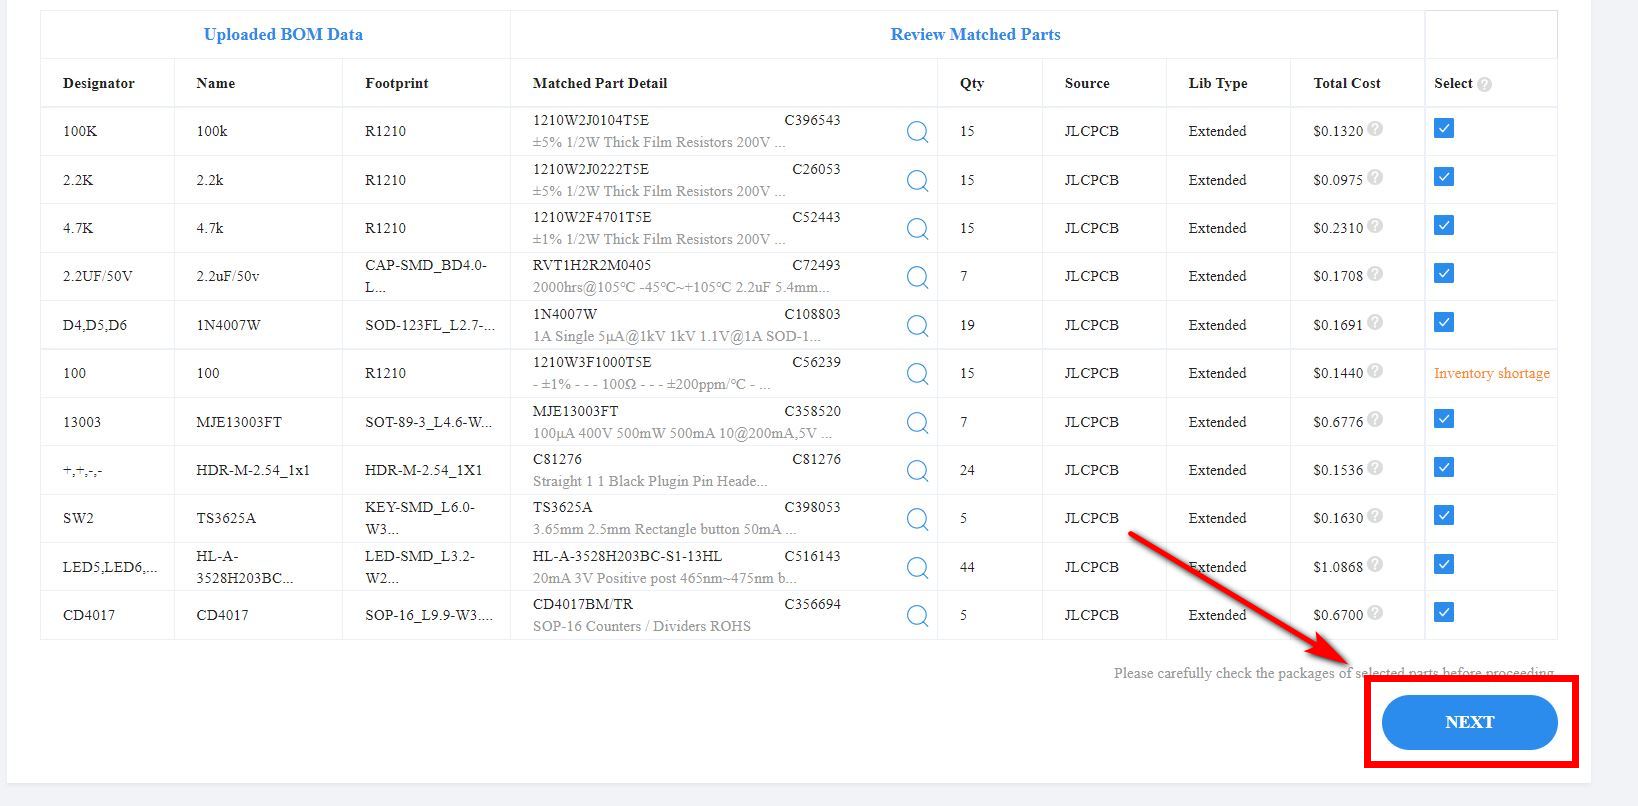 Uploaded BOM Data Review Matched Parts
Designator Name Footprint Matched Part Detail Qty Source Lib Type Total Cost Select ?
100K 100k R1210 1210W2J0104T5E C396543 15 JLCPCB Extended $0.1320 ?
±5% 1/2W Thick Film Resistors 200V ...
2.2K 2.2k R1210 1210W2J0222T5E C26053 15 JLCPCB Extended $0.0975 ?
±5% 1/2W Thick Film Resistors 200V ...
4.7K 4.7k R1210 1210W2F4701T5E C52443 15 JLCPCB Extended $0.2310 ?
±1% 1/2W Thick Film Resistors 200V ...
2.2UF/50V 2.2uF/50v CAP-SMD_BD4.0- RVT1H2R2M0405 C72493 7 JLCPCB Extended $0.1708 ?
L... 2000hrs@105℃ -45℃~+105℃ 2.2uF 5.4mm...
D4,D5,D6 1N4007W SOD-123FL_L2.7-... 1N4007W C108803 19 JLCPCB Extended $0.1691 ?
1A Single 5μA@1kV 1kV 1.1V@1A SOD-1...
100 100 R1210 1210W3F1000T5E C56239 15 JLCPCB Extended $0.1440 ? Inventory shortage
- ±1% - - - 100Ω - - - ±200ppm/℃ - ...
13003 MJE13003FT SOT-89-3_L4.6-W... MJE13003FT C358520 7 JLCPCB Extended $0.6776 ?
100μA 400V 500mW 500mA 10@200mA,5V ...
+,+,-,- HDR-M-2.54_1x1 HDR-M-2.54_1X1 C81276 C81276 24 JLCPCB Extended $0.1536 ?
Straight 1 1 Black Plugin Pin Heade...
SW2 TS3625A KEY-SMD_L6.0- TS3625A C398053 5 JLCPCB Extended $0.1630 ?
W3... 3.65mm 2.5mm Rectangle button 50mA ...
LED5,LED6,... HL-A- LED-SMD_L3.2- HL-A-3528H203BC-S1-13HL C516143 44 JLCPCB Extended $1.0868 ?
3528H203BC... W2... 20mA 3V Positive post 465nm~475nm b...
CD4017 CD4017 SOP-16_L9.9-W3.... CD4017BM/TR C356694 5 JLCPCB Extended $0.6700 ?
SOP-16 Counters / Dividers ROHS
Please carefully check the packages of selected parts before proceeding.
NEXT